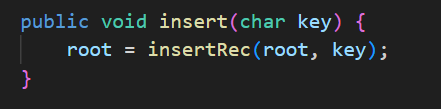 public void insert(char key) {
    root = insertRec(root, key);
}